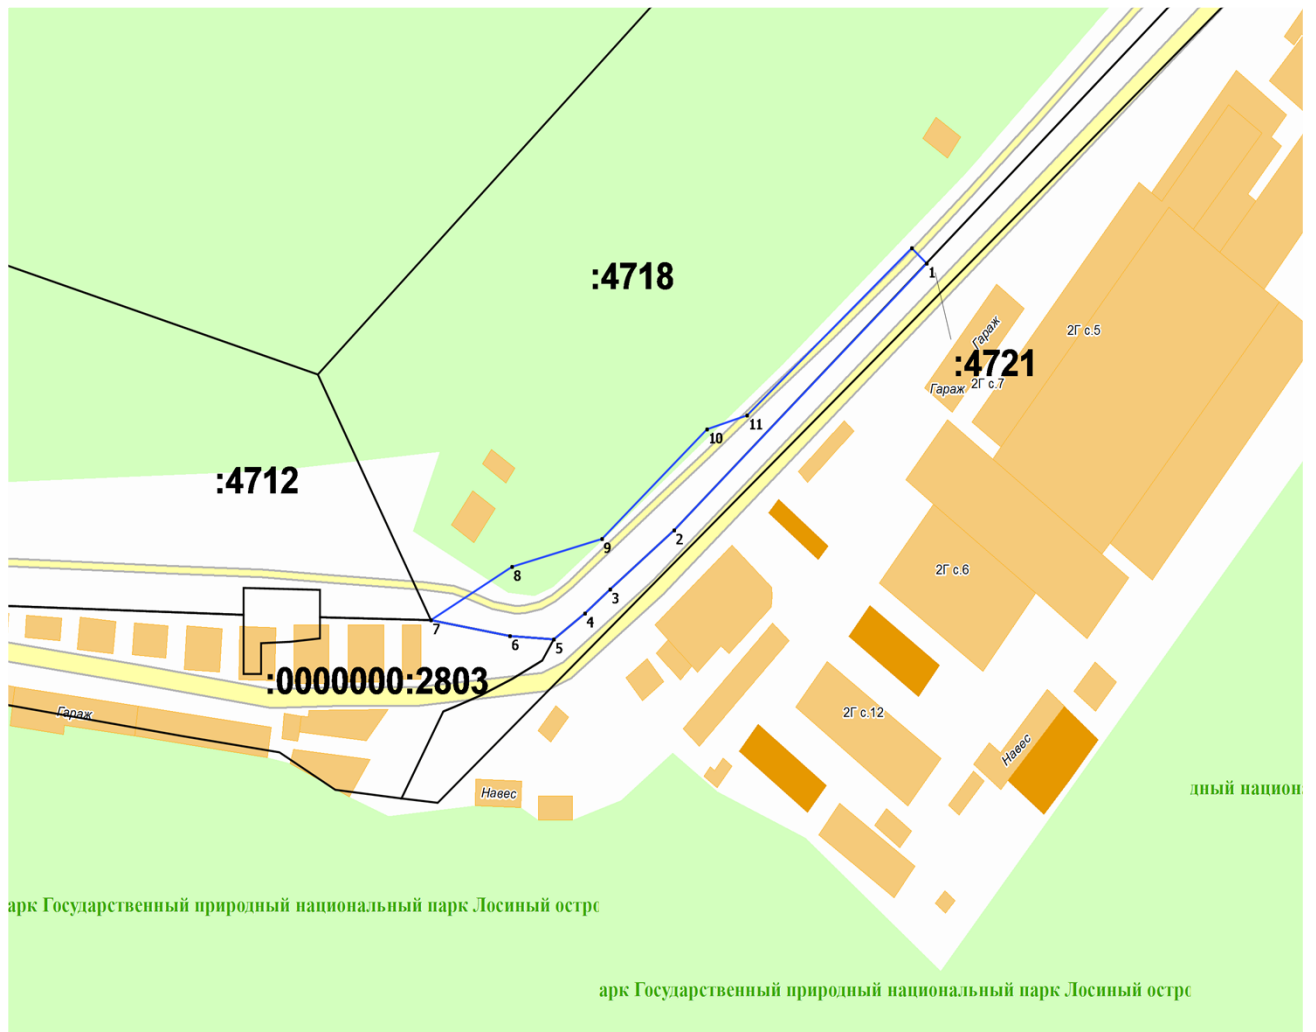 :4718
1
Гараж
2Г с.5
:4721
Гараж
2Г с.7
11
10
:4712
2
9
8
2Г с.6
3
4
7
6
5
:0000000:2803
Гараж
2Г с.12
Навес
Навес
дный национ
арк Государственный природный национальный парк Лосиный остро
арк Государственный природный национальный парк Лосиный остро